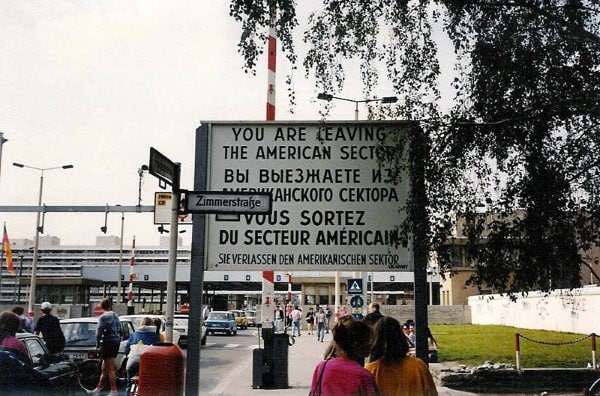 YOU ARE LEAVING
THE AMERICAN SECTOR
ВЫ ВЫЕЗЖАЕТЕ ИЗ
АМЕРИКАНСКОГО СЕКТОРА
VOUS SORTEZ
DU SECTEUR AMÉRICAIN
SIE VERLASSEN DEN AMERIKANISCHEN SEKTOR
Zimmerstraße